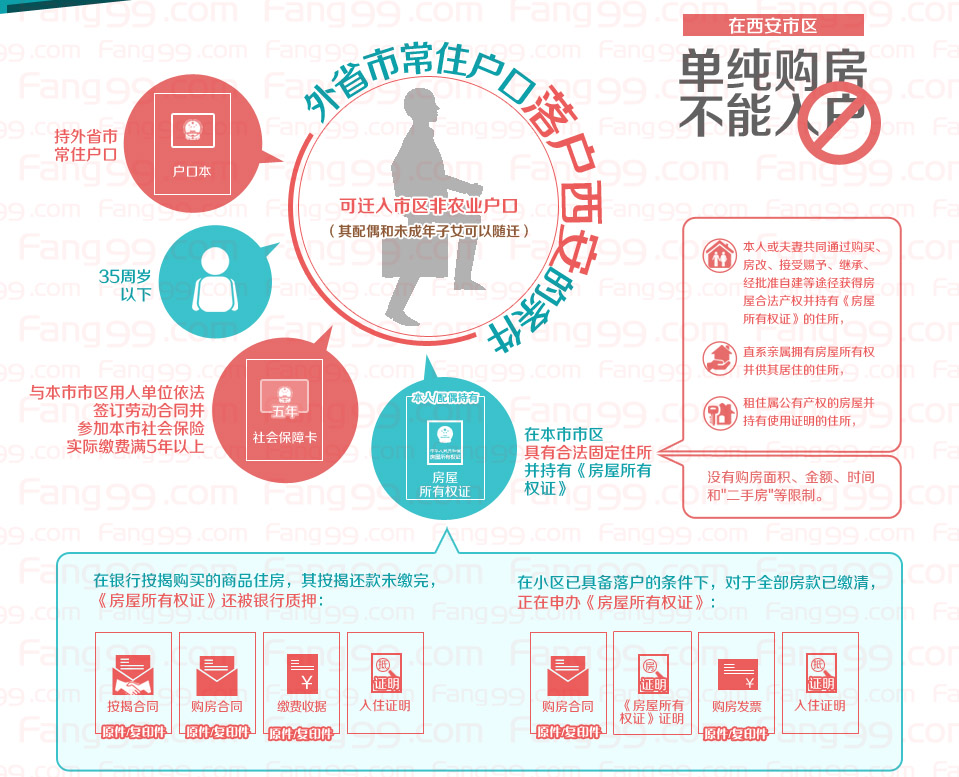 在西安市区
单纯购房
不能入户
外省市常住户口落户西安的条件
持外省市
常住户口
户口本
可迁入市区非农业户口
（其配偶和未成年子女可以随迁）
35周岁
以下
与本市市区用人单位依法
签订劳动合同并
参加本市社会保险
实际缴费满5年以上
五年
社会保障卡
本人/配偶持有
房屋所有权证
房屋
所有权证
在本市市区
具有合法固定住所
并持有《房屋所有
权证》
本人或夫妻共同通过购买、
房改、接受赐予、继承、
经批准自建等途径获得房
屋合法产权并持有《房屋
所有权证》的住所，
直系亲属拥有房屋所有权
并供其居住的住所，
租住属公有产权的房屋并
持有使用证明的住所，
没有购房面积、金额、时间
和"二手房"等限制。
在银行按揭购买的商品住房，其按揭还款未缴完，
《房屋所有权证》还被银行质押：
按揭合同
原件/复印件
购房合同
原件/复印件
¥
缴费收据
原件/复印件
证明
入住证明
在小区已具备落户的条件下，对于全部房款已缴清，
正在申办《房屋所有权证》：
购房合同
原件/复印件
房
证明
《房屋所有
权证》证明
¥
购房发票
原件/复印件
证明
入住证明
Fang99.com